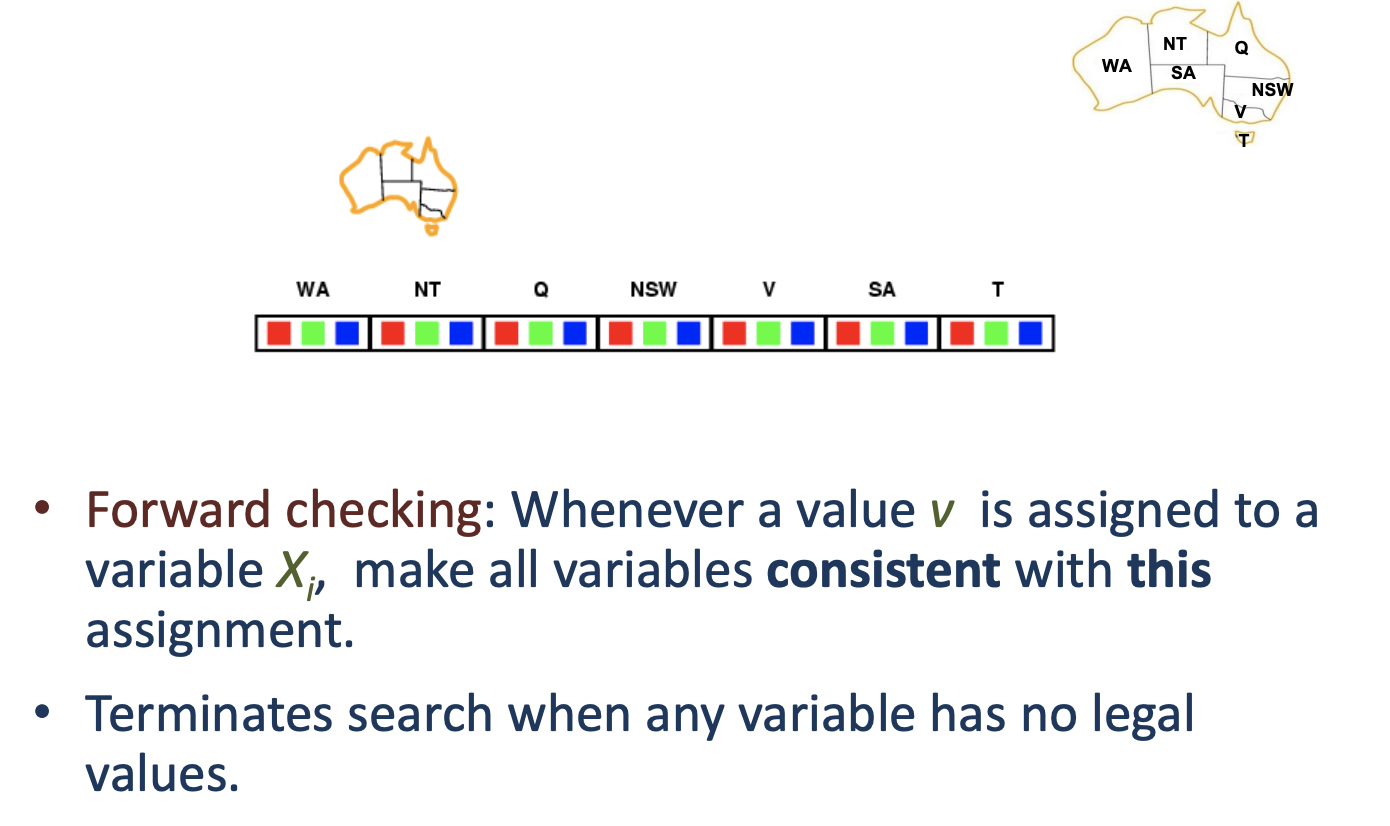 NT
Q
WA
SA
NSW
V
T
WA NT Q NSW V SA T
• Forward checking: Whenever a value v is assigned to a
variable Xi, make all variables consistent with this
assignment.
• Terminates search when any variable has no legal
values.